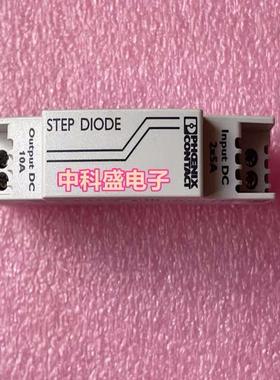 STEP DIODE
PHOENIX
CONTACT
Output DC
10A
Input DC
2x5A
中科盛电子